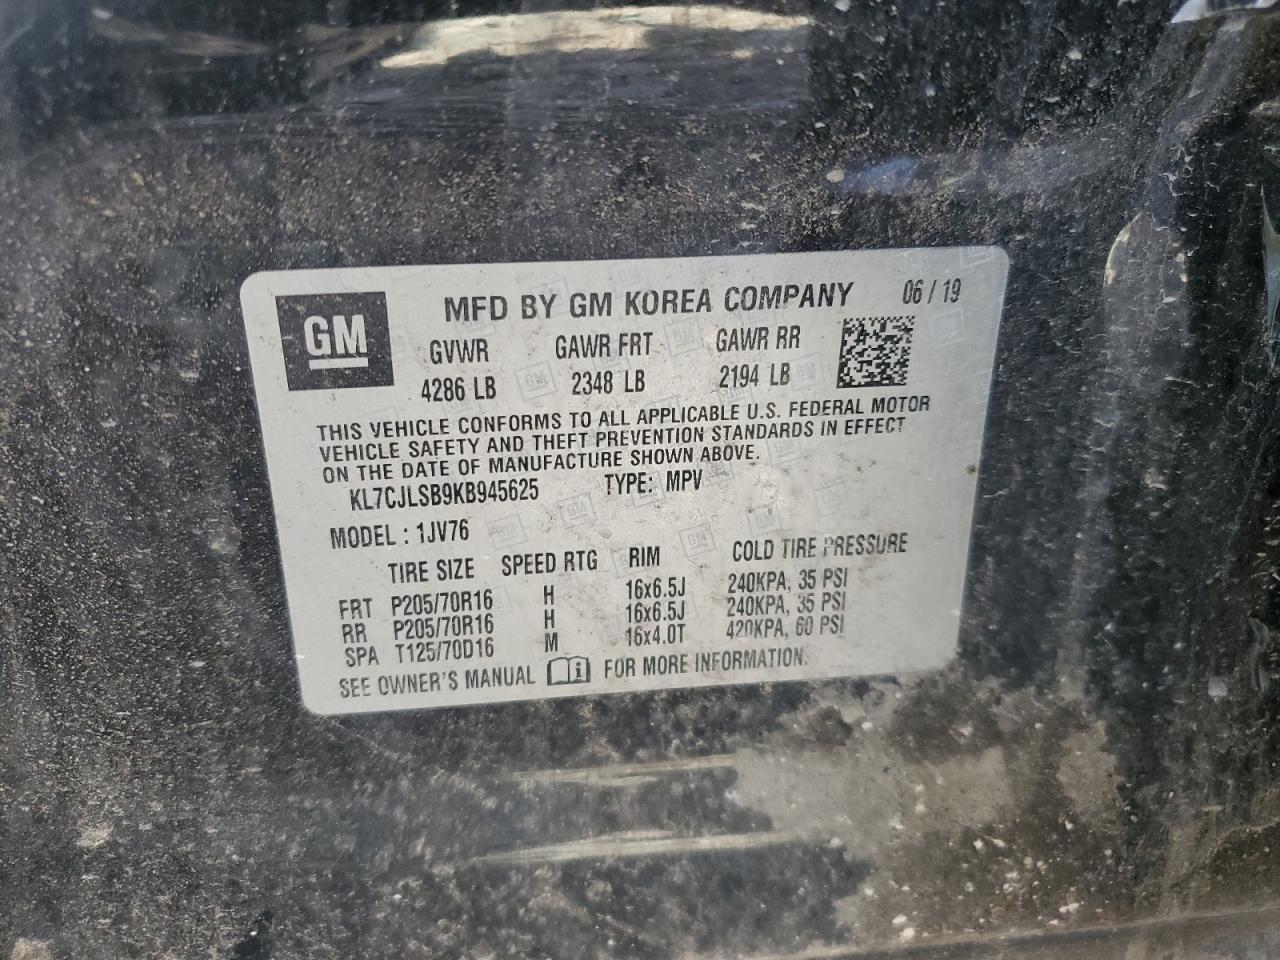 GM
MFD BY GM KOREA COMPANY 06 / 19
GVWR GAWR FRT GAWR RR
4286 LB 2348 LB 2194 LB
THIS VEHICLE CONFORMS TO ALL APPLICABLE U.S. FEDERAL MOTOR
VEHICLE SAFETY AND THEFT PREVENTION STANDARDS IN EFFECT
ON THE DATE OF MANUFACTURE SHOWN ABOVE.
KL7CJLSB9KB945625 TYPE: MPV
MODEL : 1JV76
TIRE SIZE SPEED RTG RIM COLD TIRE PRESSURE
FRT P205/70R16 H 16x6.5J 240KPA, 35 PSI
RR P205/70R16 H 16x6.5J 240KPA, 35 PSI
SPA T125/70D16 M 16x4.0T 420KPA, 60 PSI
SEE OWNER'S MANUAL i FOR MORE INFORMATION.